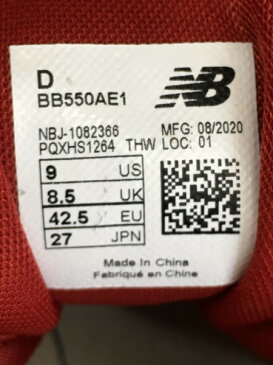 D
BB550AE1
NB
NBJ-1082366 MFG: 08/2020
PQXHS1264 THW LOC: 01
9 US
8.5 UK
42.5 EU
27 JPN
Made In China
Fabriqué en Chine